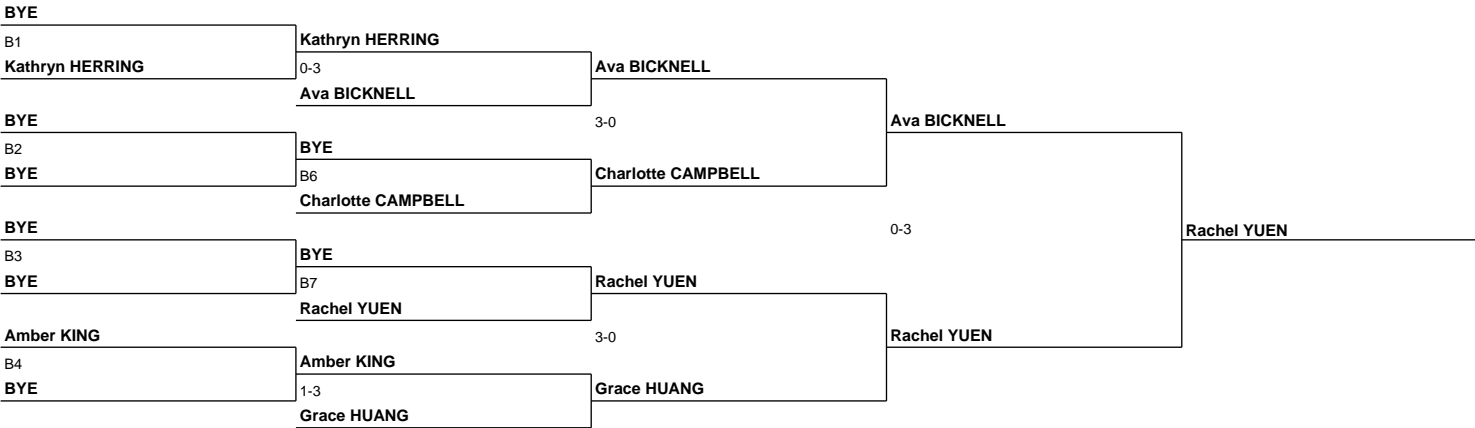 BYE
B1
Kathryn HERRING
Kathryn HERRING
0-3
Ava BICKNELL
Ava BICKNELL
3-0
Ava BICKNELL
BYE
B2
BYE
BYE
B6
Charlotte CAMPBELL
Charlotte CAMPBELL
0-3
Rachel YUEN
BYE
B3
BYE
BYE
B7
Rachel YUEN
Rachel YUEN
3-0
Rachel YUEN
Amber KING
B4
BYE
Amber KING
1-3
Grace HUANG
Grace HUANG